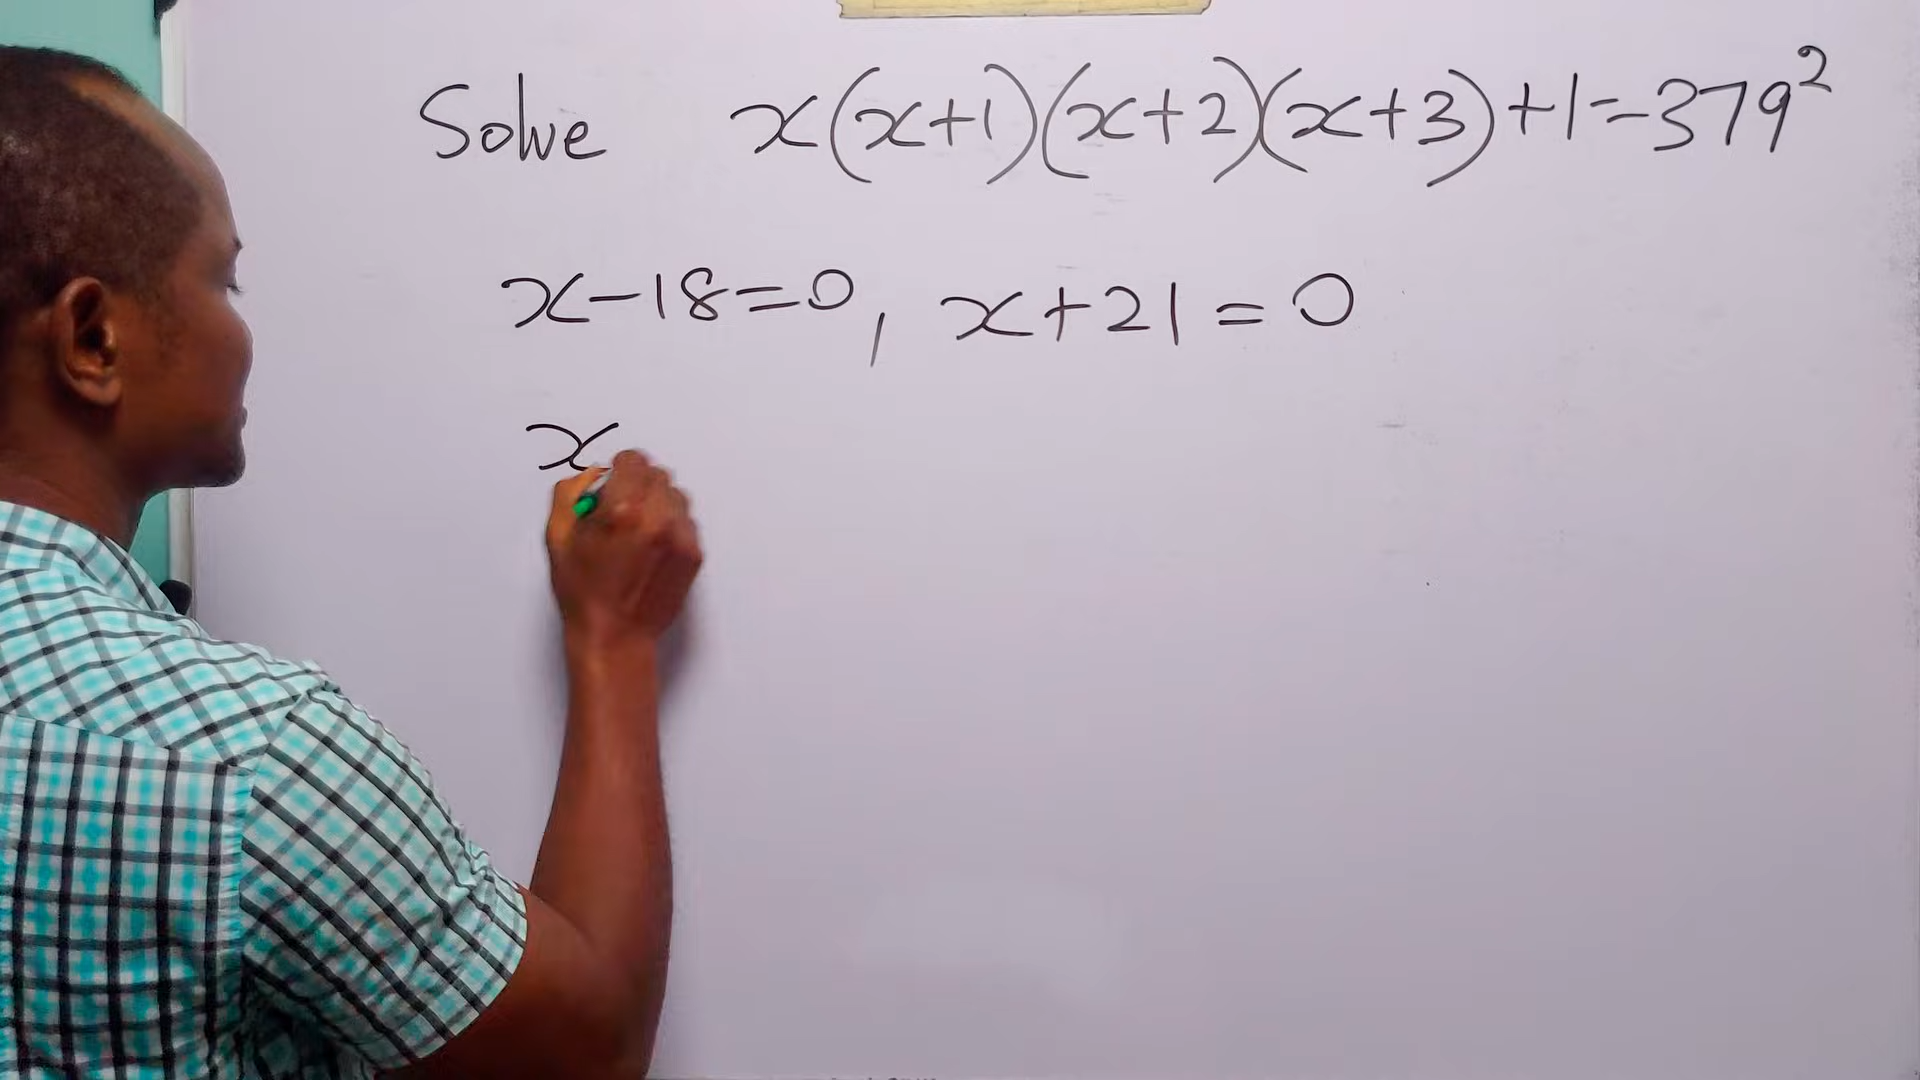 Solve x(x+1)(x+2)(x+3)+1=379²
x-18=0, x+21=0
x